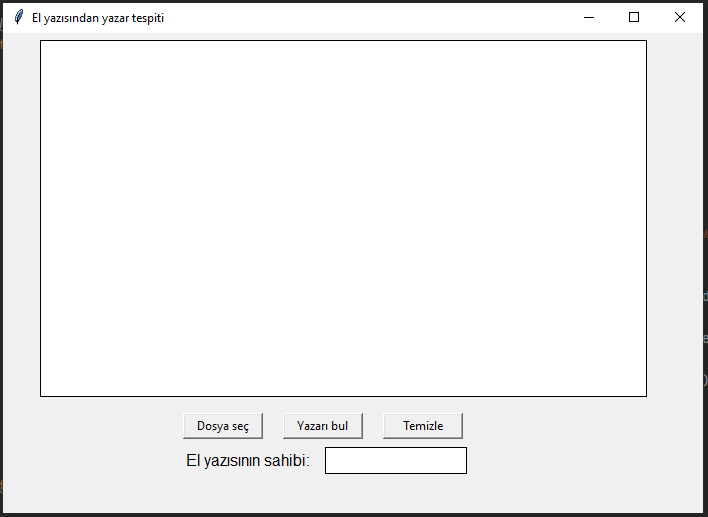 El yazısından yazar tespiti
Dosya seç Yazarı bul Temizle
El yazısının sahibi: